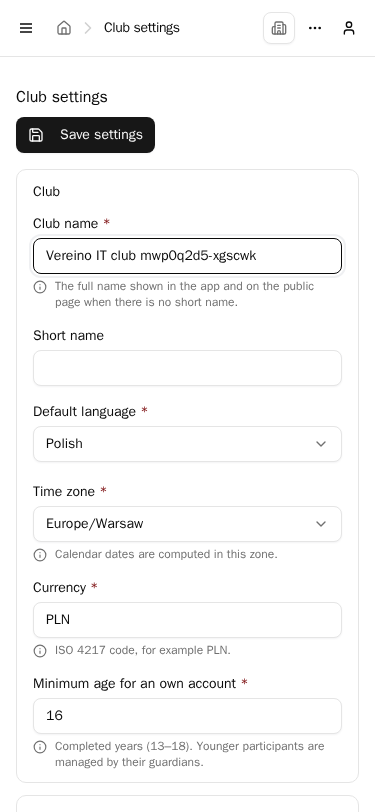 Club settings
Club settings
Save settings
Club
Club name *
Vereino IT club mwp0q2d5-xgscwk
The full name shown in the app and on the public
page when there is no short name.
Short name
Default language *
Polish
Time zone *
Europe/Warsaw
Calendar dates are computed in this zone.
Currency *
PLN
ISO 4217 code, for example PLN.
Minimum age for an own account *
16
Completed years (13–18). Younger participants are
managed by their guardians.